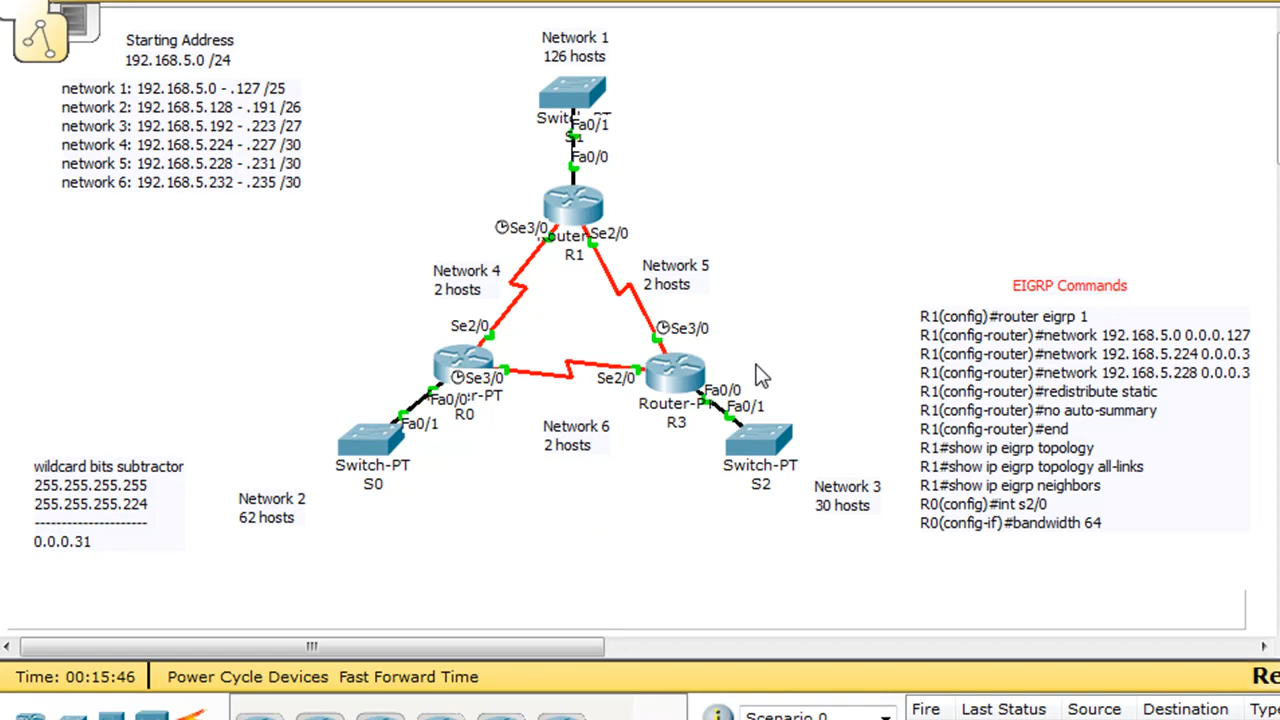 Starting Address
192.168.5.0 /24
network 1: 192.168.5.0 - .127 /25
network 2: 192.168.5.128 - .191 /26
network 3: 192.168.5.192 - .223 /27
network 4: 192.168.5.224 - .227 /30
network 5: 192.168.5.228 - .231 /30
network 6: 192.168.5.232 - .235 /30
Network 1
126 hosts
Fa0/1
Fa0/0
Se3/0
Se2/0
R1
Network 4
2 hosts
Network 5
2 hosts
Se2/0
Se3/0
Se3/0
Se2/0
Fa0/0
R0
Fa0/1
Router-PT
R3
Fa0/0
Fa0/1
Network 6
2 hosts
Switch-PT
S0
Switch-PT
S2
Network 2
62 hosts
Network 3
30 hosts
wildcard bits subtractor
255.255.255.255
255.255.255.224
----------------------
0.0.0.31
EIGRP Commands
R1(config)#router eigrp 1
R1(config-router)#network 192.168.5.0 0.0.0.127
R1(config-router)#network 192.168.5.224 0.0.0.3
R1(config-router)#network 192.168.5.228 0.0.0.3
R1(config-router)#redistribute static
R1(config-router)#no auto-summary
R1(config-router)#end
R1#show ip eigrp topology
R1#show ip eigrp topology all-links
R1#show ip eigrp neighbors
R0(config)#int s2/0
R0(config-if)#bandwidth 64
Time: 00:15:46 Power Cycle Devices Fast Forward Time
Scenario 0
Fire Last Status Source Destination